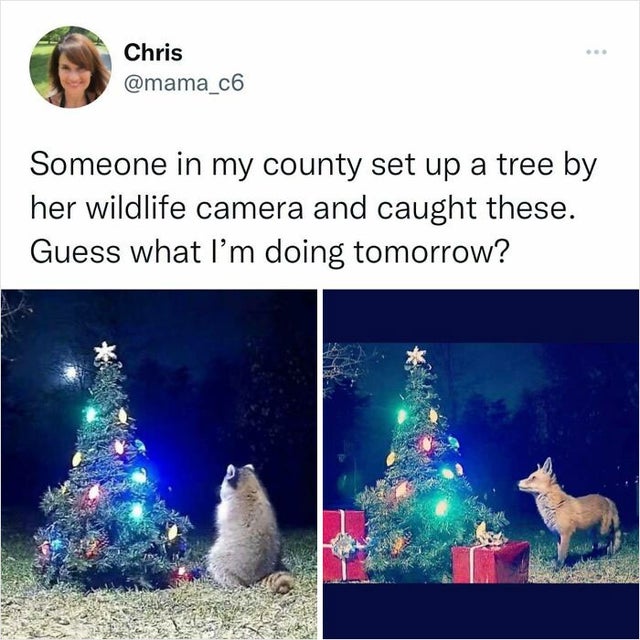 Chris
@mama_c6
Someone in my county set up a tree by
her wildlife camera and caught these.
Guess what I’m doing tomorrow?